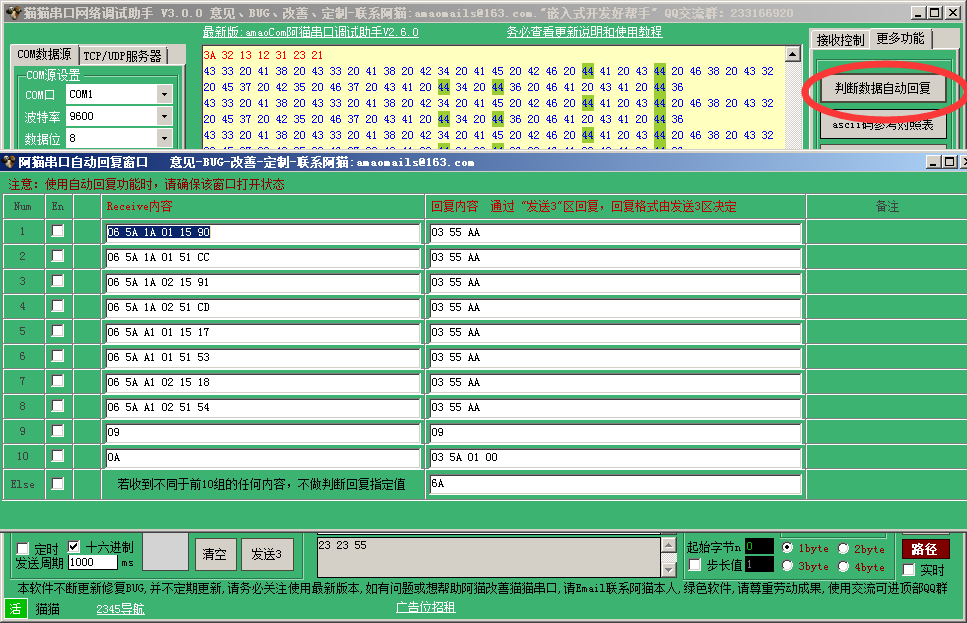 猫猫串口网络调试助手 V3.0.0 意见、BUG、改善、定制-联系阿猫:amaomails@163.com."嵌入式开发好帮手" QQ交流群: 233166920
最新版:amaoCom阿猫串口调试助手V2.6.0 务必查看更新说明和使用教程
COM数据源 TCP/UDP服务器
接收控制 更多功能
COM源设置
COM口 COM1
波特率 9600
数据位 8
3A 32 13 12 31 23 21
43 33 20 41 38 20 43 33 20 41 38 20 42 34 20 41 45 20 42 46 20 44 41 20 43 44 20 46 38 20 43 32
20 45 37 20 42 35 20 46 37 20 43 41 20 44 34 20 44 36 20 46 41 20 43 41 20 44 36
43 33 20 41 38 20 43 33 20 41 38 20 42 34 20 41 45 20 42 46 20 44 41 20 43 44 20 46 38 20 43 32
20 45 37 20 42 35 20 46 37 20 43 41 20 44 34 20 44 36 20 46 41 20 43 41 20 44 36
43 33 20 41 38 20 43 33 20 41 38 20 42 34 20 41 45 20 42 46 20 44 41 20 43 44 20 46 38 20 43 32
判断数据自动回复
ascii码参考对照表
阿猫串口自动回复窗口 意见-BUG-改善-定制-联系阿猫:amaomails@163.com
注意: 使用自动回复功能时，请确保该窗口打开状态
Num En Receive内容 回复内容 通过 "发送3"区回复，回复格式由发送3区决定 备注
1 06 5A 1A 01 15 90 03 55 AA
2 06 5A 1A 01 51 CC 03 55 AA
3 06 5A 1A 02 15 91 03 55 AA
4 06 5A 1A 02 51 CD 03 55 AA
5 06 5A A1 01 15 17 03 55 AA
6 06 5A A1 01 51 53 03 55 AA
7 06 5A A1 02 15 18 03 55 AA
8 06 5A A1 02 51 54 03 55 AA
9 09 09
10 0A 03 5A 01 00
Else 若收到不同于前10组的任何内容，不做判断回复指定值 6A
定时 十六进制
发送周期 1000 ms
清空 发送3
23 23 55
起始字节n 0 1byte 2byte
步长值 1 3byte 4byte
路径
实时
本软件不断更新修复BUG,并不定期更新,请务必关注使用最新版本,如有问题或想帮助阿猫改善猫猫串口,请Email联系阿猫本人,绿色软件,请尊重劳动成果,使用交流可进顶部QQ群
活 猫猫 2345导航 广告位招租